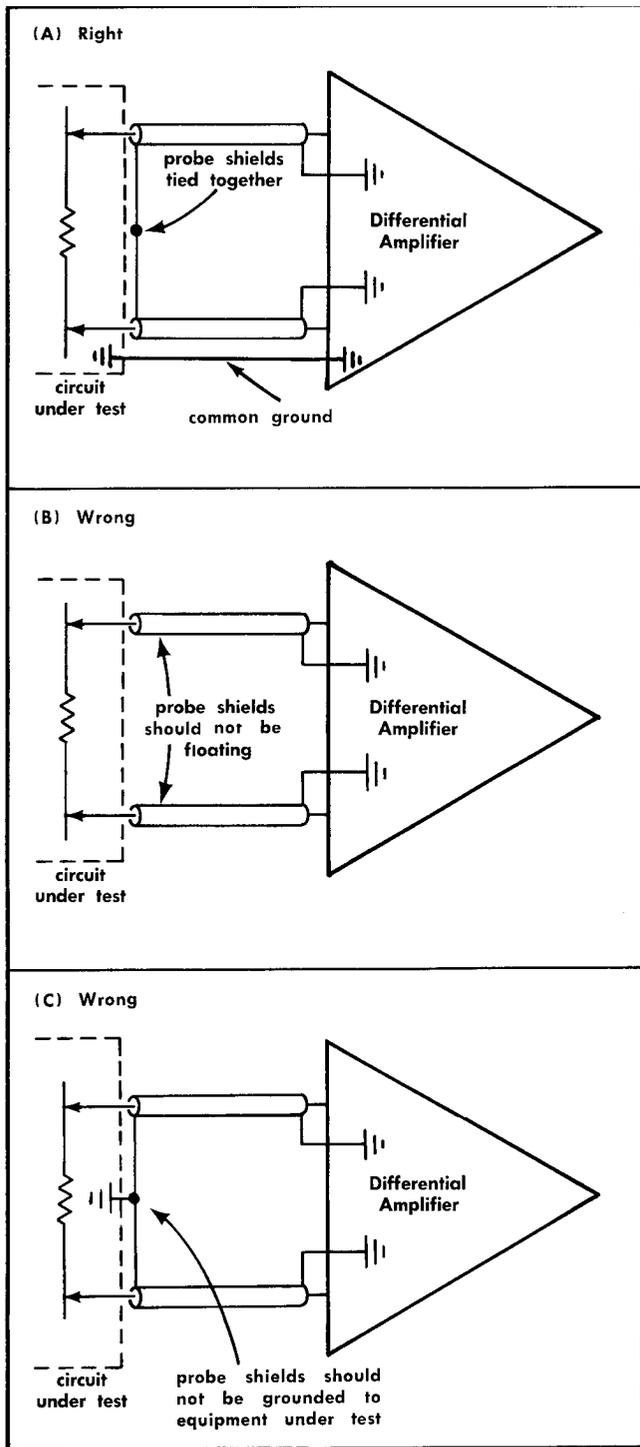 (A) Right
probe shields
tied together
Differential
Amplifier
circuit
under test
common ground
(B) Wrong
probe shields
should not be
floating
Differential
Amplifier
circuit
under test
(C) Wrong
Differential
Amplifier
circuit
under test
probe shields should
not be grounded to
equipment under test